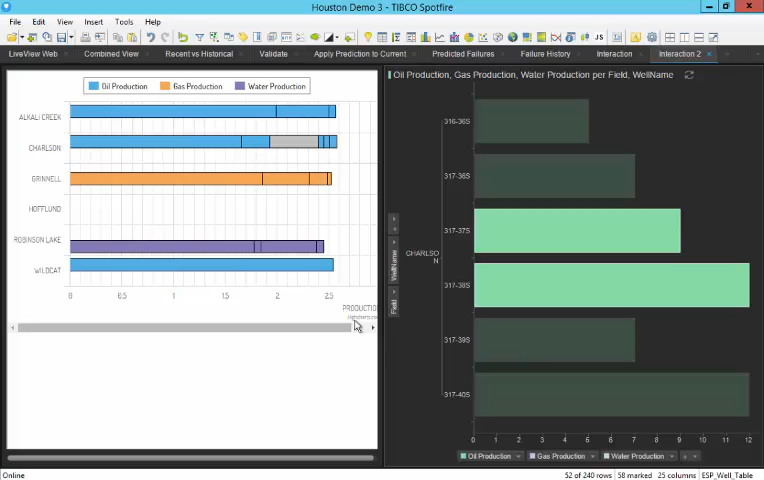 Houston Demo 3 - TIBCO Spotfire
File Edit View Insert Tools Help
JS
LiveView Web Combined View Recent vs Historical Validate Apply Prediction to Current Predicted Failures Failure History Interaction Interaction 2
Oil Production Gas Production Water Production
ALKALI CREEK
CHARLSON
GRINNELL
HOFFLUND
ROBINSON LAKE
WILDCAT
0 0.5 1 1.5 2 2.5
PRODUCTIO
Oil Production, Gas Production, Water Production per Field, WellName
316-36S
317-36S
317-37S
317-38S
317-39S
317-40S
CHARLSO
N
WellName
Field
0 1 2 3 4 5 6 7 8 9 10 11 12
Oil Production Gas Production Water Production
Online 52 of 240 rows 58 marked 25 columns ESP_Well_Table